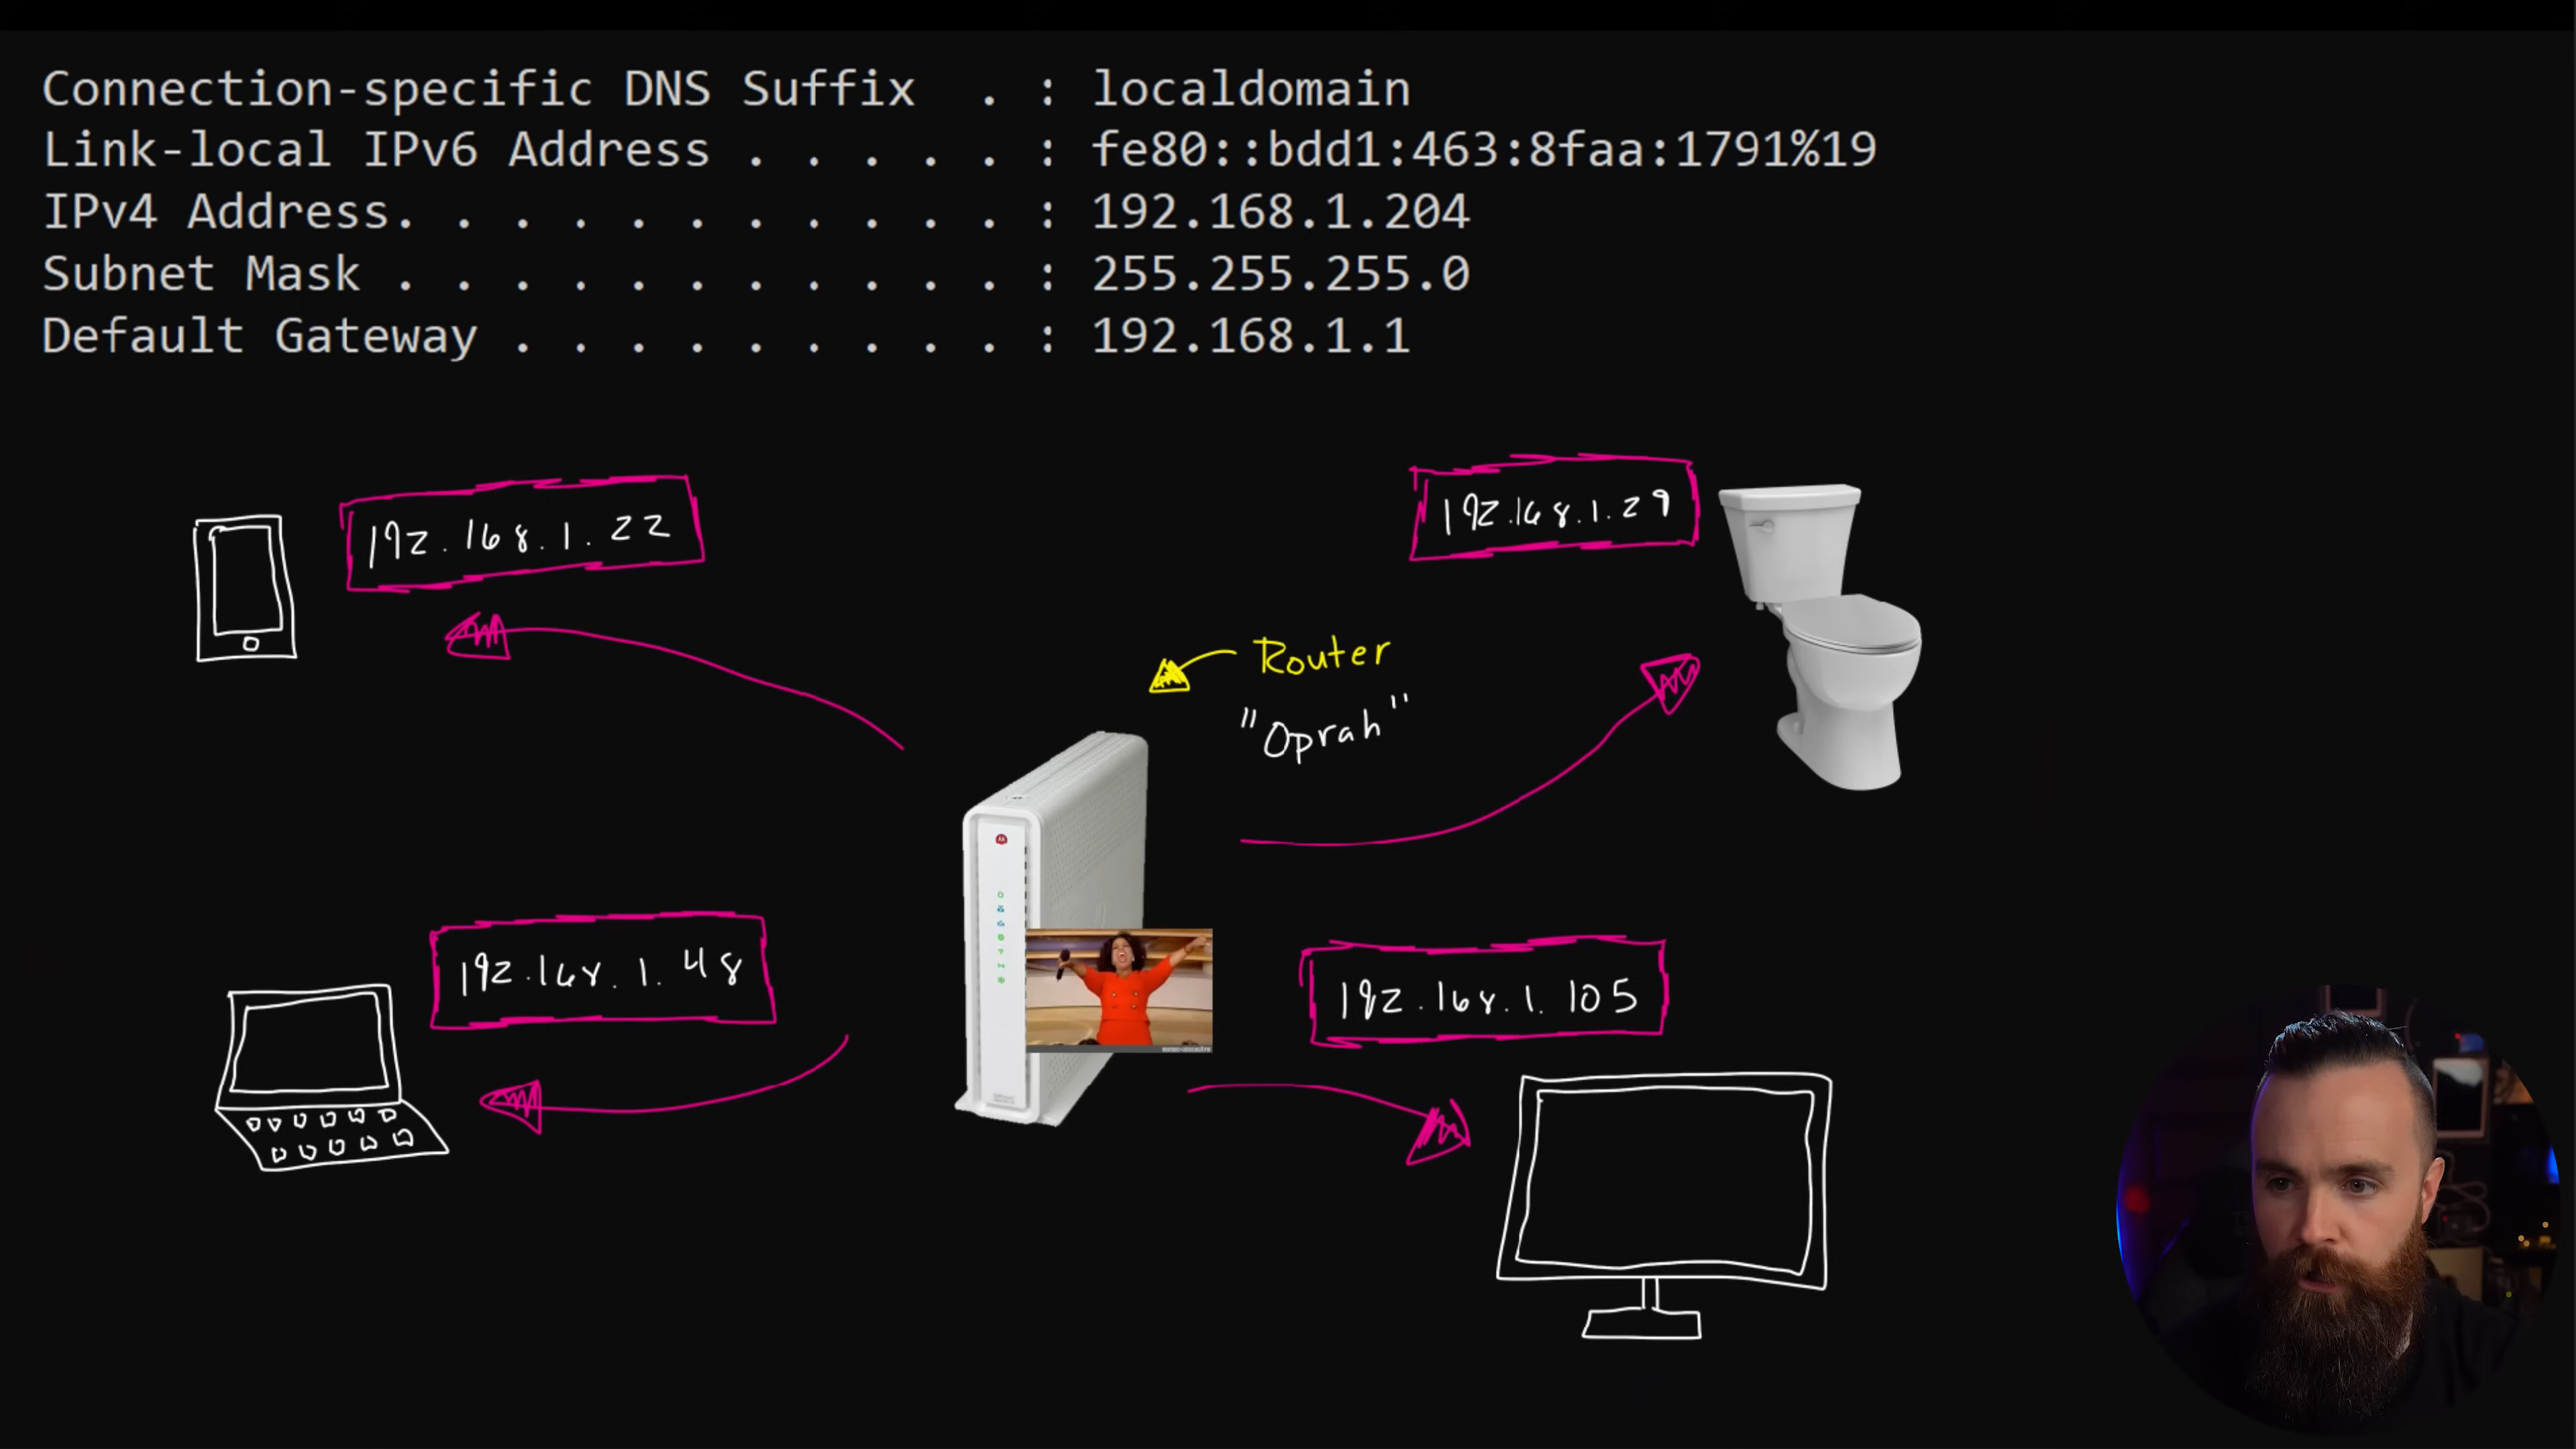 Connection-specific DNS Suffix  . : localdomain
Link-local IPv6 Address . . . . . : fe80::bdd1:463:8faa:1791%19
IPv4 Address. . . . . . . . . . . : 192.168.1.204
Subnet Mask . . . . . . . . . . . : 255.255.255.0
Default Gateway . . . . . . . . . : 192.168.1.1
192.168.1.22
192.168.1.29
Router
"Oprah"
192.168.1.48
192.168.1.105